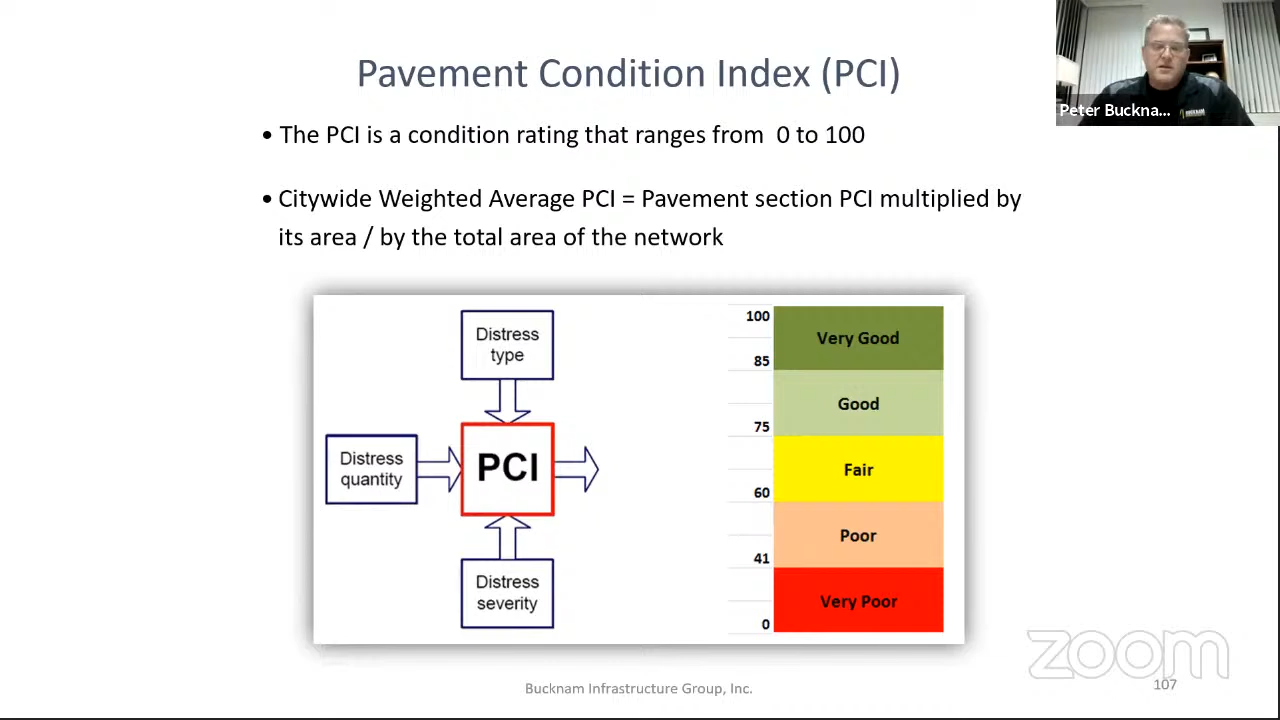 Pavement Condition Index (PCI)
Peter Buckna...
BUCKNAM
• The PCI is a condition rating that ranges from 0 to 100
• Citywide Weighted Average PCI = Pavement section PCI multiplied by
its area / by the total area of the network
Distress
type
Distress
quantity
PCI
Distress
severity
100
Very Good
85
Good
75
Fair
60
Poor
41
Very Poor
0
zoom
Bucknam Infrastructure Group, Inc.
107